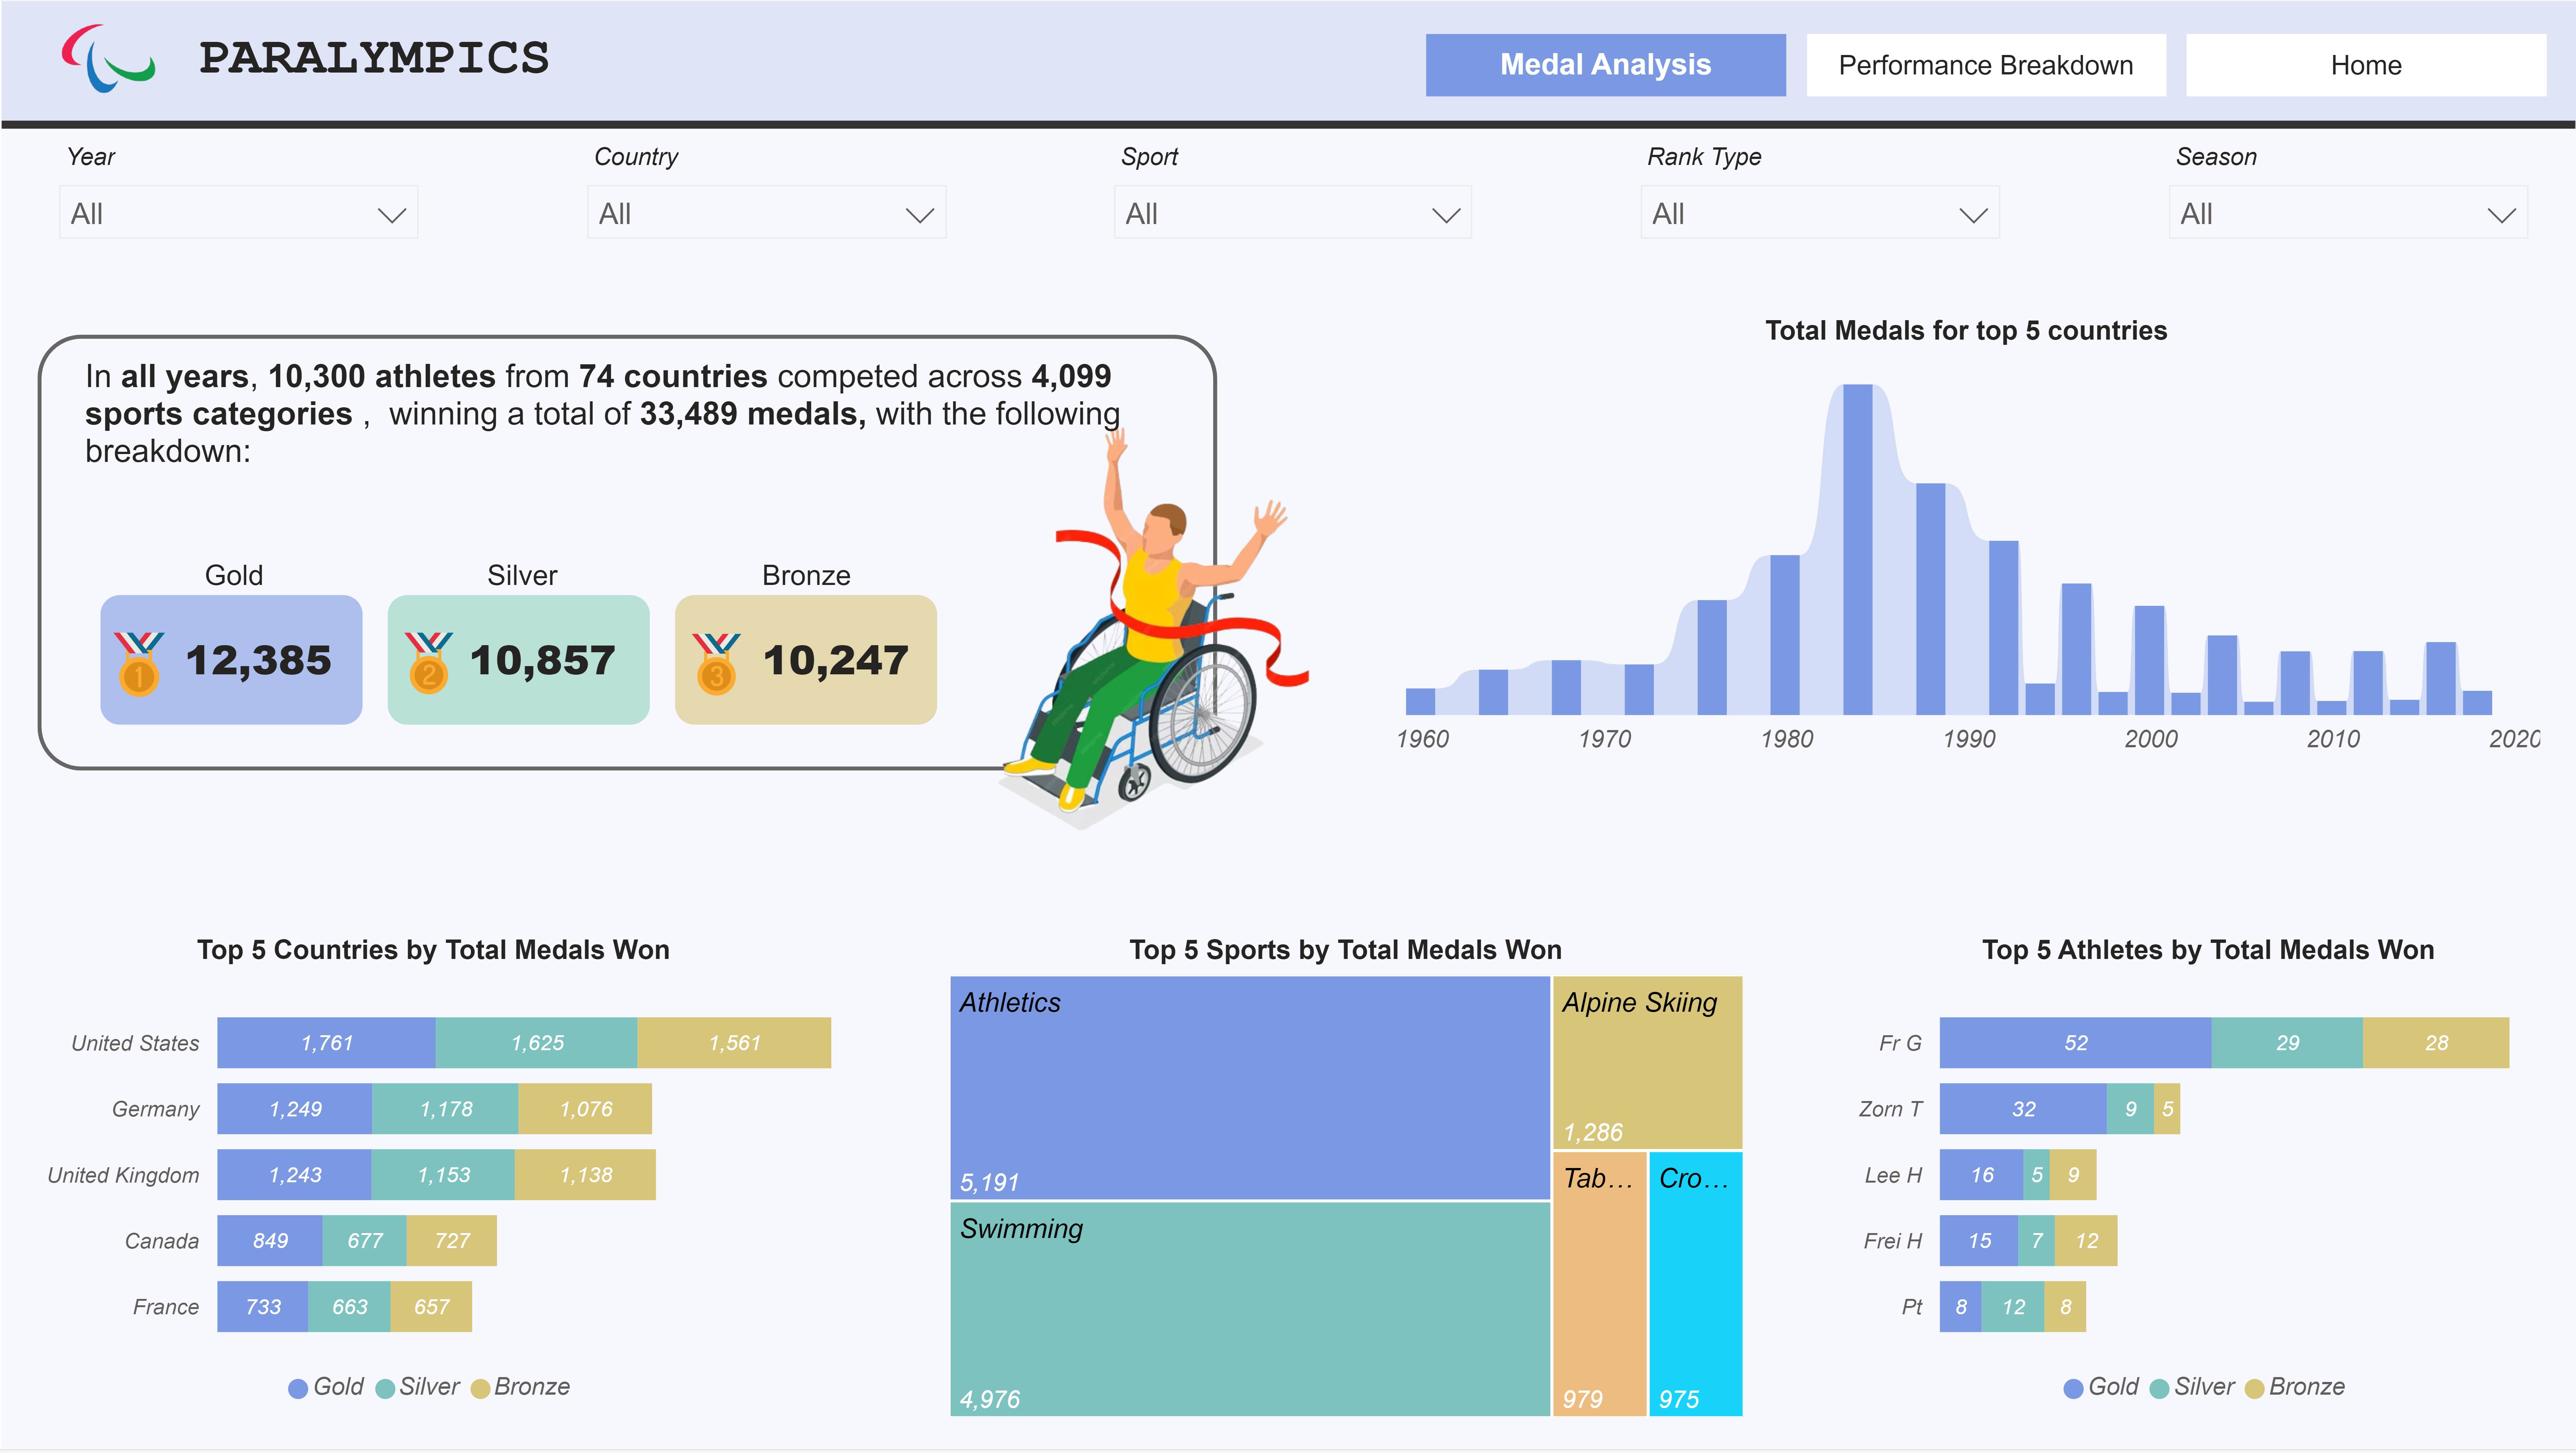 PARALYMPICS
Medal Analysis
Performance Breakdown
Home
Year
Country
Sport
Rank Type
Season
All
All
All
All
All
In all years, 10,300 athletes from 74 countries competed across 4,099
sports categories , winning a total of 33,489 medals, with the following
breakdown:
Gold
Silver
Bronze
1
12,385
2
10,857
3
10,247
Total Medals for top 5 countries
1960
1970
1980
1990
2000
2010
2020
Top 5 Countries by Total Medals Won
United States
1,761
1,625
1,561
Germany
1,249
1,178
1,076
United Kingdom
1,243
1,153
1,138
Canada
849
677
727
France
733
663
657
Gold
Silver
Bronze
Top 5 Sports by Total Medals Won
Athletics
5,191
Swimming
4,976
Alpine Skiing
1,286
Tab...
979
Cro...
975
Top 5 Athletes by Total Medals Won
Fr G
52
29
28
Zorn T
32
9
5
Lee H
16
5
9
Frei H
15
7
12
Pt
8
12
8
Gold
Silver
Bronze